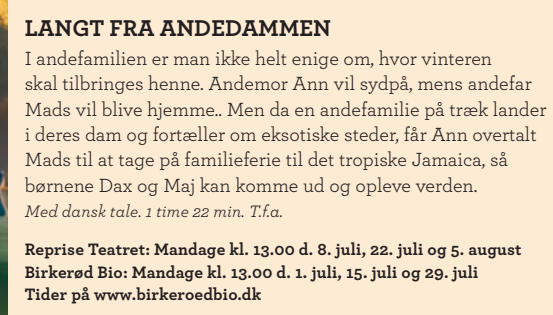 LANGT FRA ANDEDAMMEN
I andefamilien er man ikke helt enige om, hvor vinteren
skal tilbringes henne. Andemor Ann vil sydpå, mens andefar
Mads vil blive hjemme.. Men da en andefamilie på træk lander
i deres dam og fortæller om eksotiske steder, får Ann overtalt
Mads til at tage på familieferie til det tropiske Jamaica, så
børnene Dax og Maj kan komme ud og opleve verden.
Med dansk tale. 1 time 22 min. T.f.a.
Reprise Teatret: Mandage kl. 13.00 d. 8. juli, 22. juli og 5. august
Birkerød Bio: Mandage kl. 13.00 d. 1. juli, 15. juli og 29. juli
Tider på www.birkeroedbio.dk